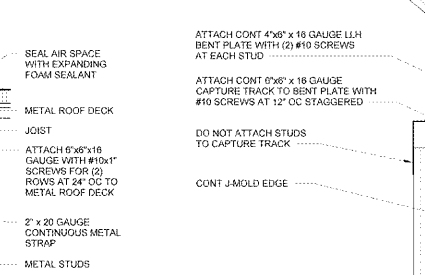 SEAL AIR SPACE
WITH EXPANDING
FOAM SEALANT
METAL ROOF DECK
JOIST
ATTACH 6"x6"x16
GAUGE WITH #10x1"
SCREWS FOR (2)
ROWS AT 24" OC TO
METAL ROOF DECK
2" x 20 GAUGE
CONTINUOUS METAL
STRAP
METAL STUDS
ATTACH CONT 4"x6" x 16 GAUGE LLH
BENT PLATE WITH (2) #10 SCREWS
AT EACH STUD
ATTACH CONT 6"x6" x 16 GAUGE
CAPTURE TRACK TO BENT PLATE WITH
#10 SCREWS AT 12" OC STAGGERED
DO NOT ATTACH STUDS
TO CAPTURE TRACK
CONT J-MOLD EDGE